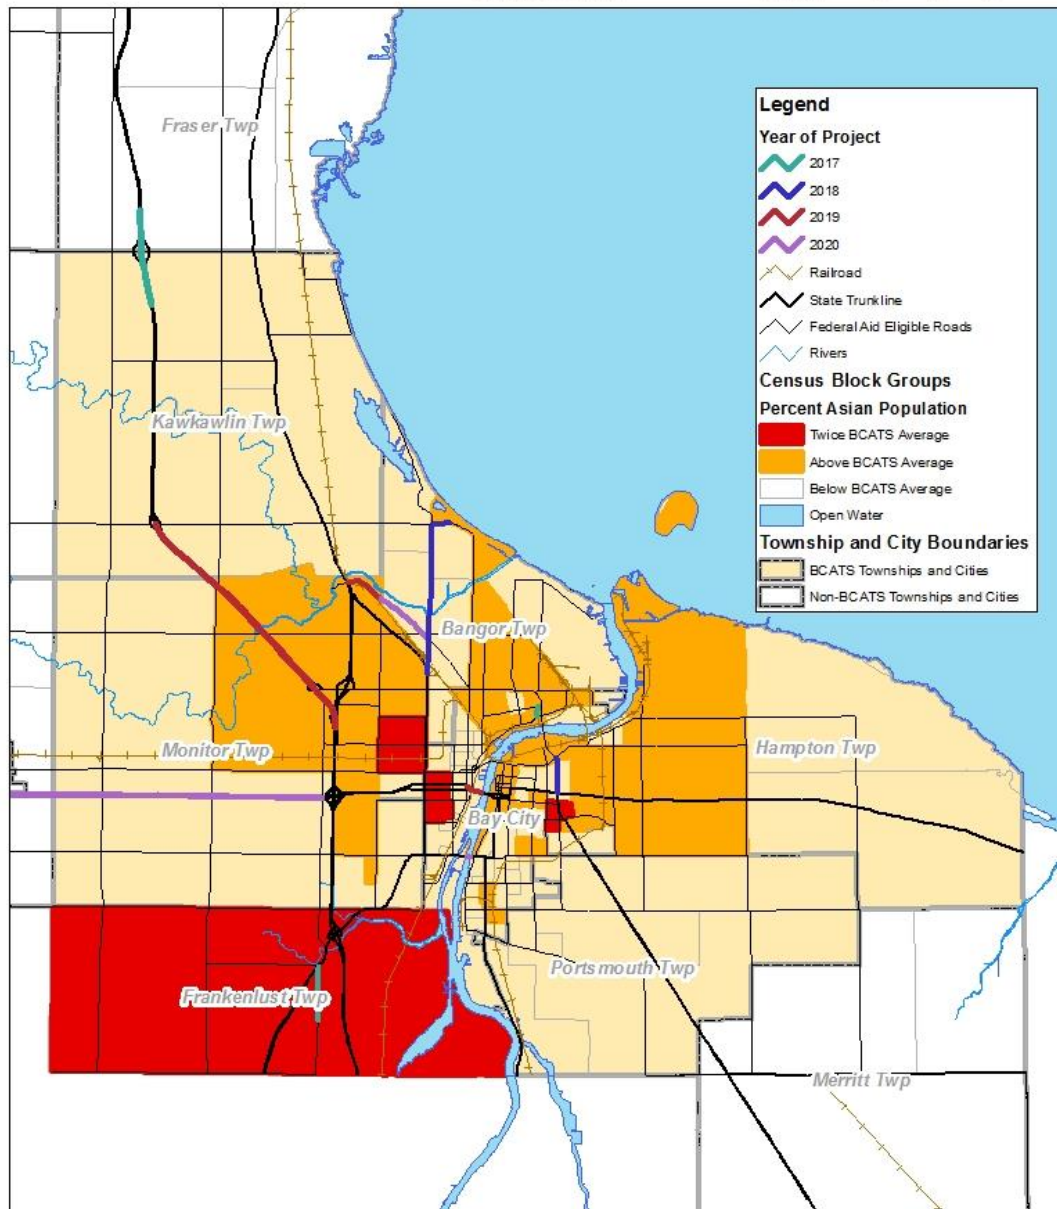 Fraser Twp
Legend
Year of Project
2017
2018
2019
2020
Railroad
State Trunkline
Federal Aid Eligible Roads
Rivers
Census Block Groups
Percent Asian Population
Twice BCATS Average
Above BCATS Average
Below BCATS Average
Open Water
Township and City Boundaries
BCATS Townships and Cities
Non-BCATS Townships and Cities
Kawkawlin Twp
Bangor Twp
Monitor Twp
Hampton Twp
Bay City
Frankenlust Twp
Portsmouth Twp
Merritt Twp